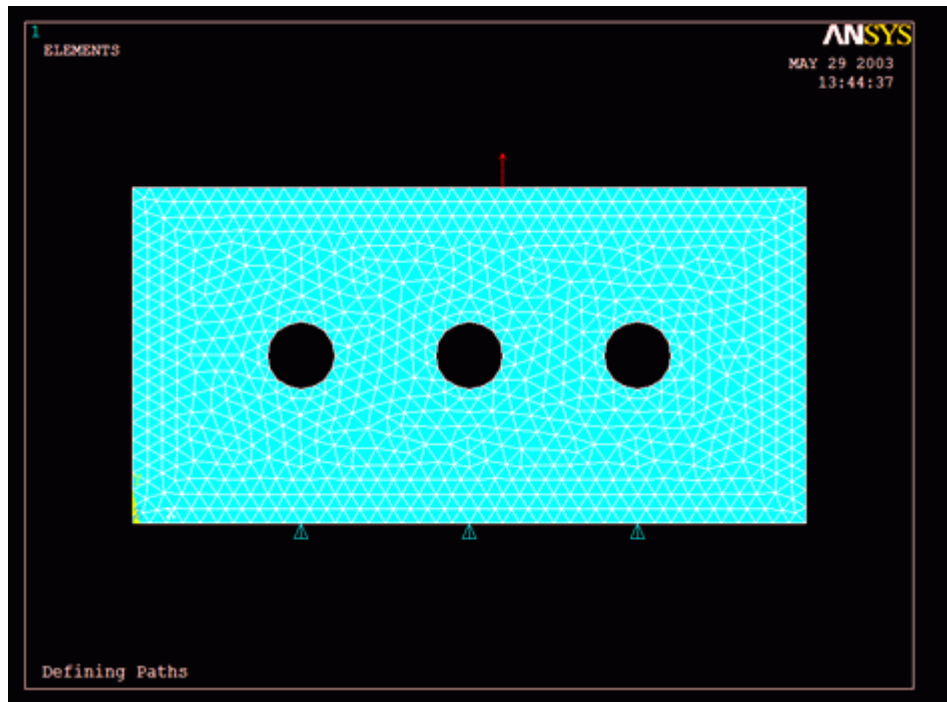 1
ELEMENTS
ANSYS
MAY 29 2003
13:44:37
X
Defining Paths